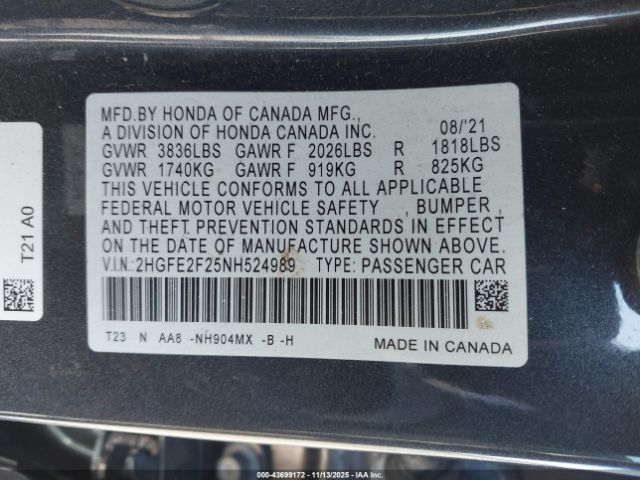 MFD.BY HONDA OF CANADA MFG.,
A DIVISION OF HONDA CANADA INC. 08/'21
GVWR 3836LBS GAWR F 2026LBS R 1818LBS
GVWR 1740KG GAWR F 919KG R 825KG
THIS VEHICLE CONFORMS TO ALL APPLICABLE
FEDERAL MOTOR VEHICLE SAFETY , BUMPER ,
AND THEFT PREVENTION STANDARDS IN EFFECT
ON THE DATE OF MANUFACTURE SHOWN ABOVE.
V.I.N.:2HGFE2F25NH524989 TYPE:PASSENGER CAR
T23 N AA8 -NH904MX -B -H
MADE IN CANADA
T21 A0
000-43699172 - 11/13/2025 - IAA Inc.